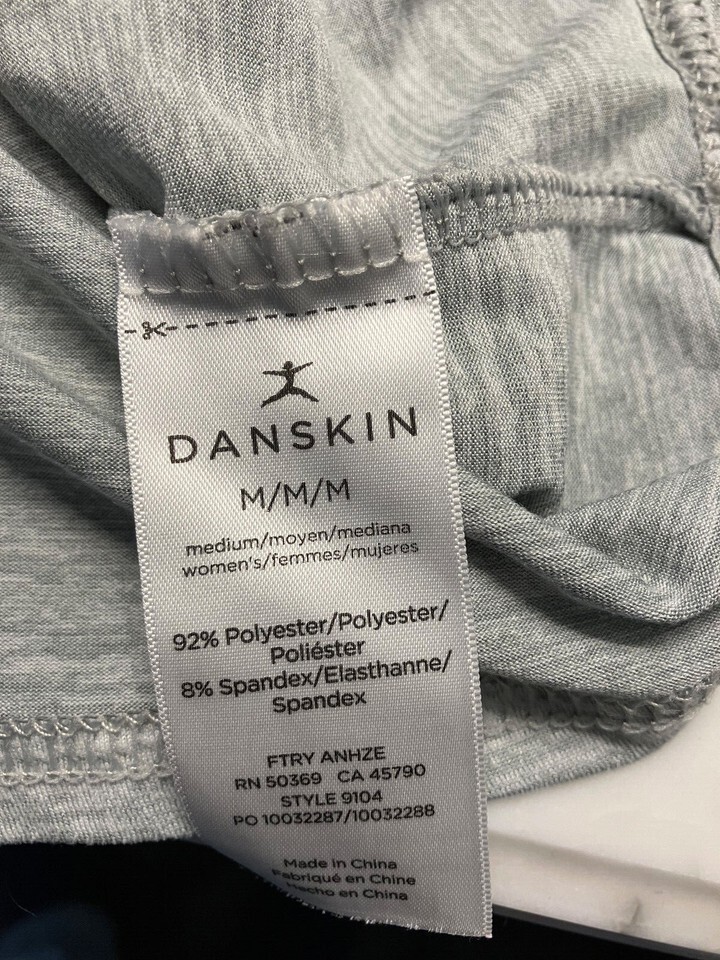 DANSKIN
M/M/M
medium/moyen/mediana
women's/femmes/mujeres
92% Polyester/Polyester/
Poliéster
8% Spandex/Elasthanne/
Spandex
FTRY ANHZE
RN 50369 CA 45790
STYLE 9104
PO 10032287/10032288
Made in China
Fabriqué en Chine
Hecho en China